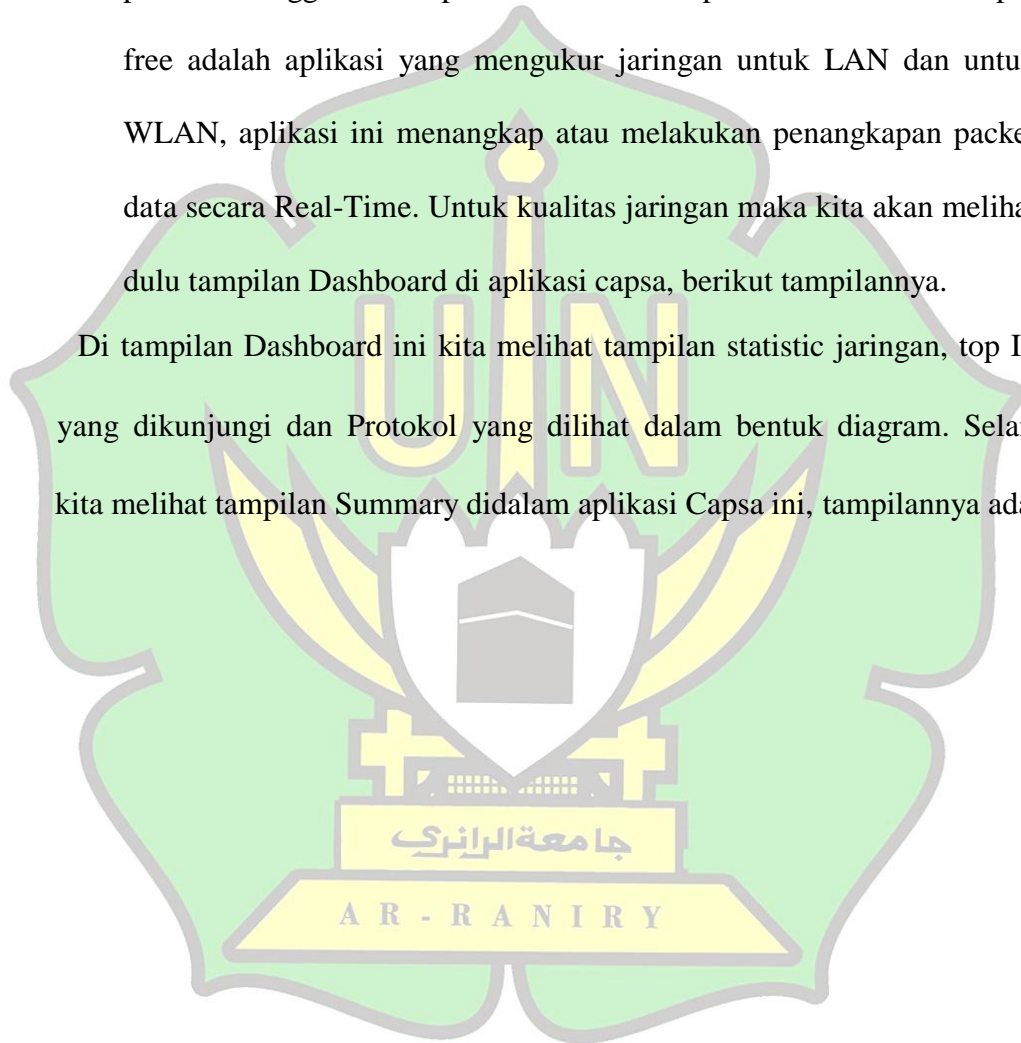 free adalah aplikasi yang mengukur jaringan untuk LAN dan untu
WLAN, aplikasi ini menangkap atau melakukan penangkapan packe
data secara Real-Time. Untuk kualitas jaringan maka kita akan meliha
dulu tampilan Dashboard di aplikasi capsa, berikut tampilannya.
Di tampilan Dashboard ini kita melihat tampilan statistic jaringan, top I
yang dikunjungi dan Protokol yang dilihat dalam bentuk diagram. Sela
kita melihat tampilan Summary didalam aplikasi Capsa ini, tampilannya ada
UIN
جامعة الرانري
AR-RANIRY